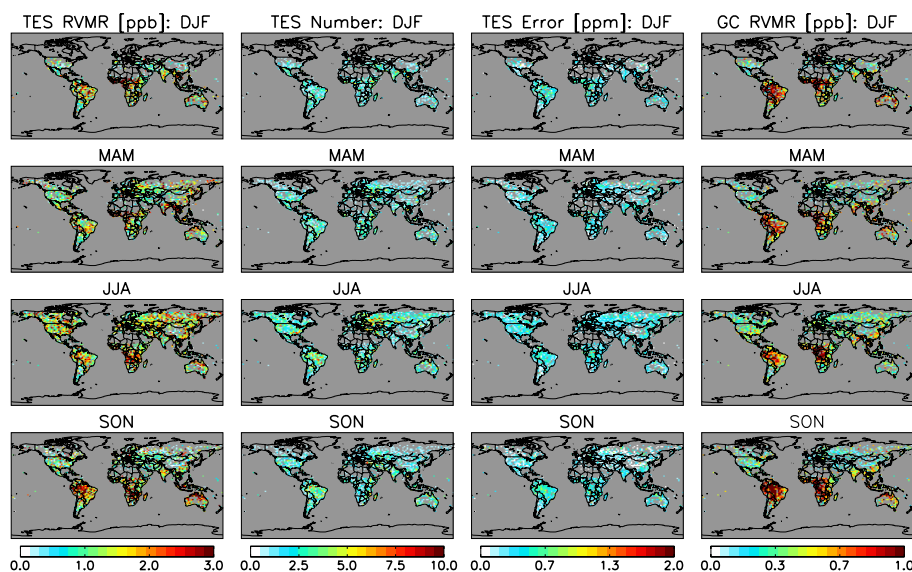 TES RVMR [ppb]: DJF
TES Number: DJF
TES Error [ppm]: DJF
GC RVMR [ppb]: DJF
MAM
MAM
MAM
MAM
JJA
JJA
JJA
JJA
SON
SON
SON
SON
0.0 1.0 2.0 3.0
0.0 2.5 5.0 7.5 10.0
0.0 0.7 1.3 2.0
0.0 0.3 0.7 1.0